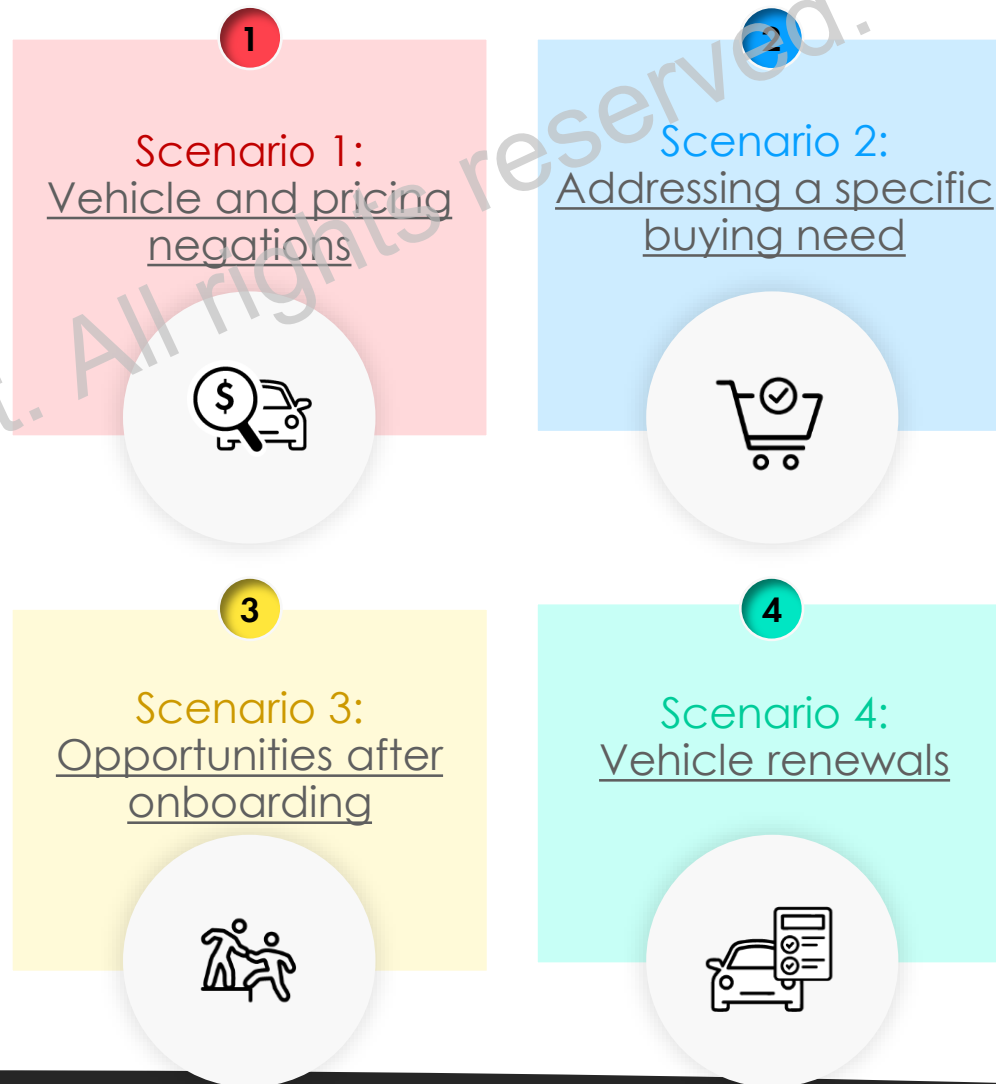 1
Scenario 1:
Vehicle and pricing
negations
$
2
Scenario 2:
Addressing a specific
buying need
3
Scenario 3:
Opportunities after
onboarding
4
Scenario 4:
Vehicle renewals
t. All rights reserved.